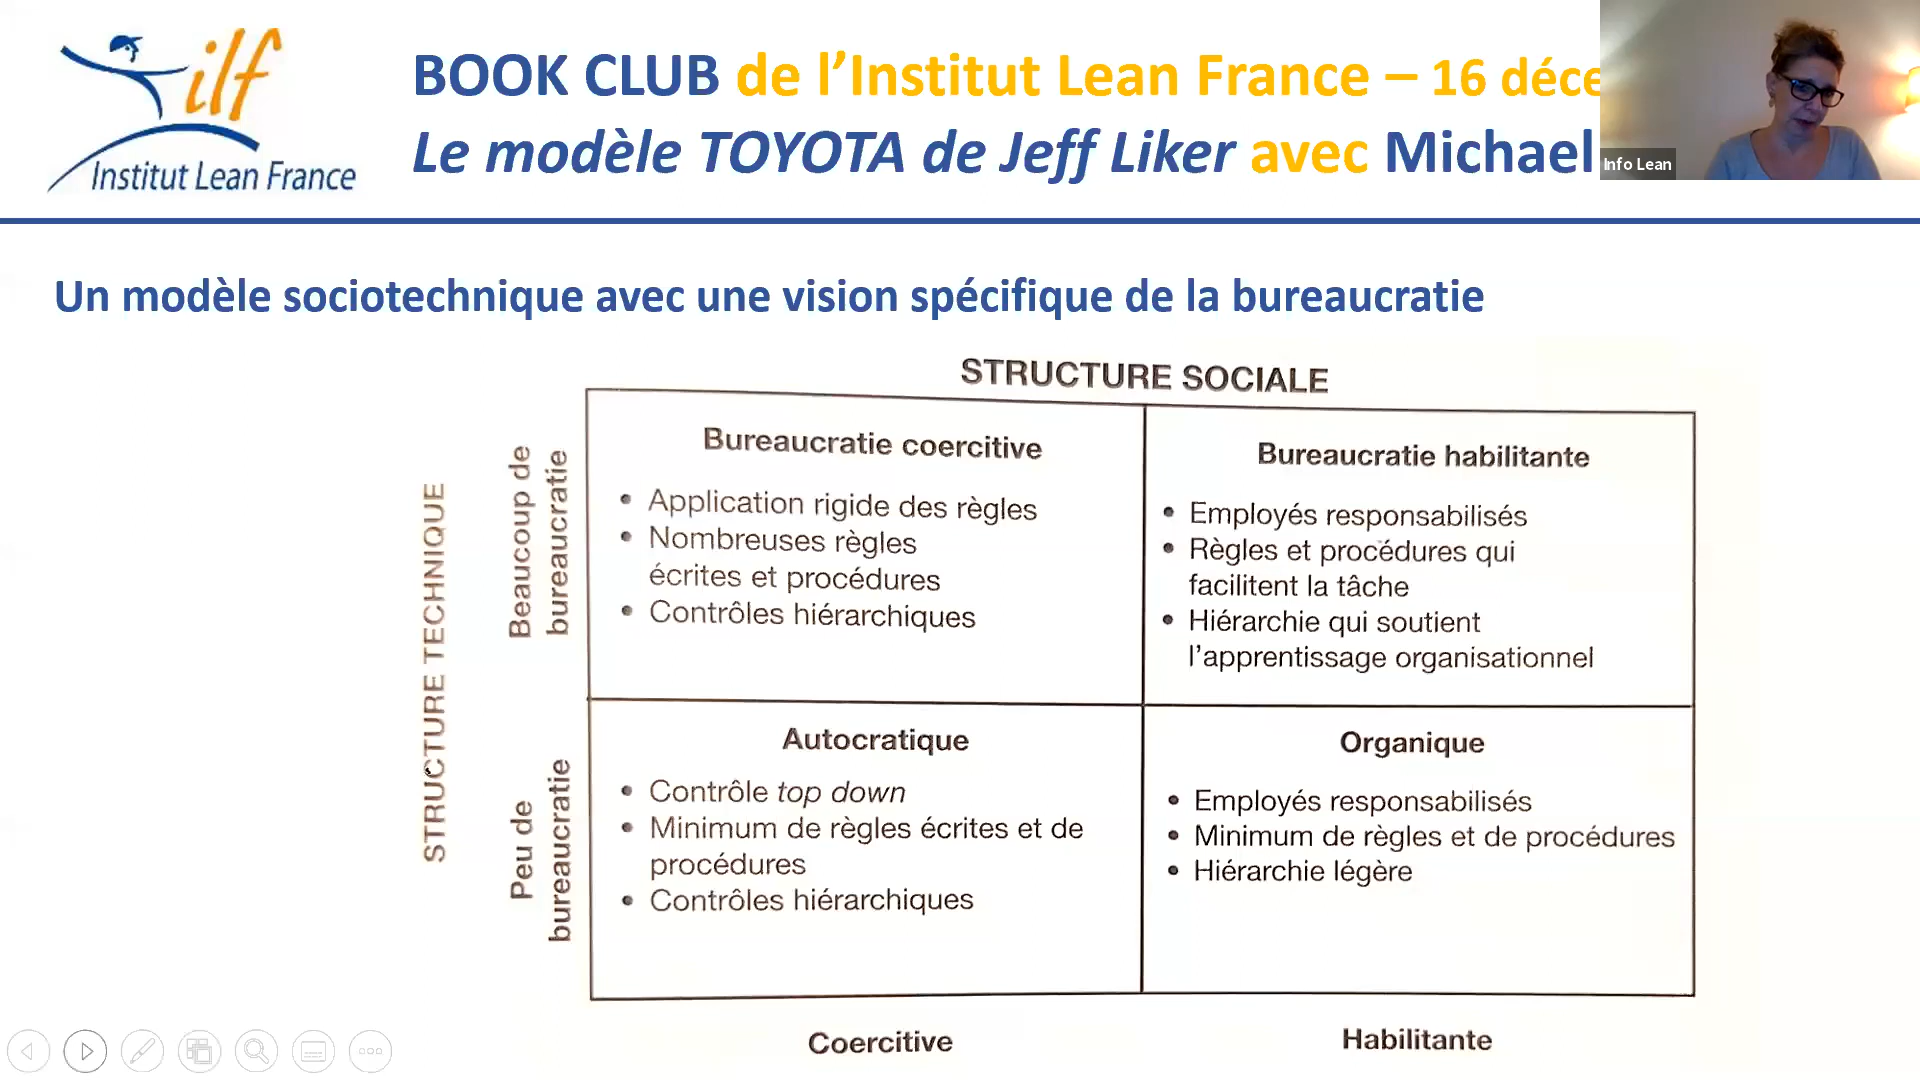 ilf
Institut Lean France
BOOK CLUB de l’Institut Lean France – 16 déce
Le modèle TOYOTA de Jeff Liker avec Michael
Info Lean
Un modèle sociotechnique avec une vision spécifique de la bureaucratie
STRUCTURE SOCIALE
STRUCTURE TECHNIQUE
Beaucoup de
bureaucratie
Bureaucratie coercitive
• Application rigide des règles
• Nombreuses règles
écrites et procédures
• Contrôles hiérarchiques
Bureaucratie habilitante
• Employés responsabilisés
• Règles et procédures qui
facilitent la tâche
• Hiérarchie qui soutient
l’apprentissage organisationnel
Peu de
bureaucratie
Autocratique
• Contrôle top down
• Minimum de règles écrites et de
procédures
• Contrôles hiérarchiques
Organique
• Employés responsabilisés
• Minimum de règles et de procédures
• Hiérarchie légère
Coercitive
Habilitante